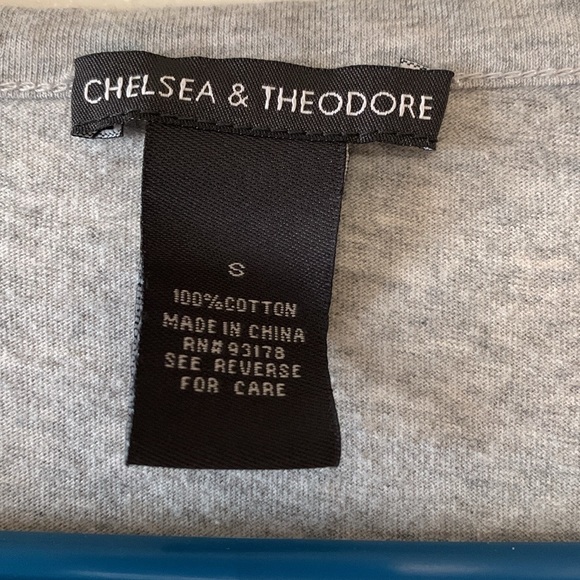 CHELSEA & THEODORE
S
100%COTTON
MADE IN CHINA
RN# 93178
SEE REVERSE
FOR CARE